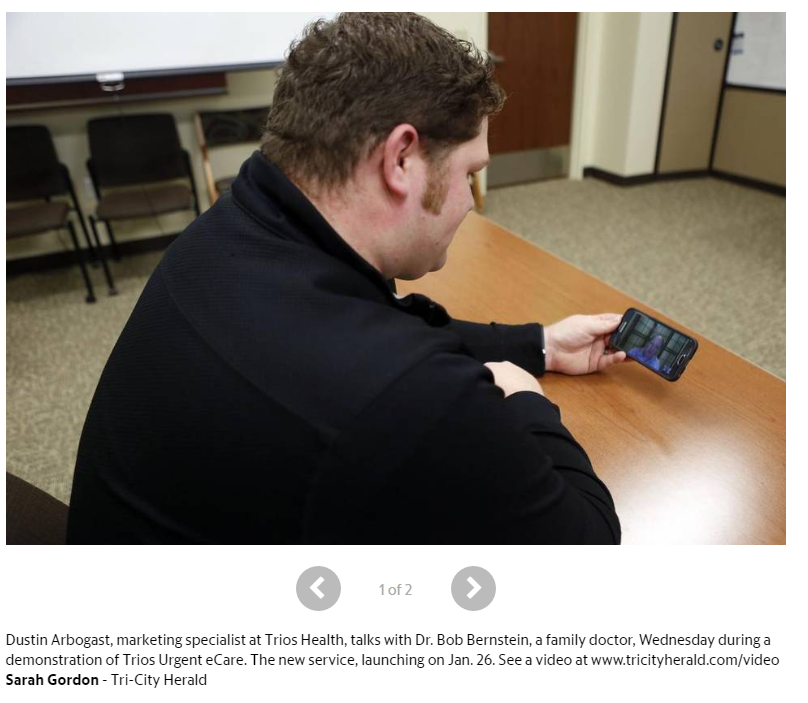 1 of 2
Dustin Arbogast, marketing specialist at Trios Health, talks with Dr. Bob Bernstein, a family doctor, Wednesday during a
demonstration of Trios Urgent eCare. The new service, launching on Jan. 26. See a video at www.tricityherald.com/video
Sarah Gordon - Tri-City Herald